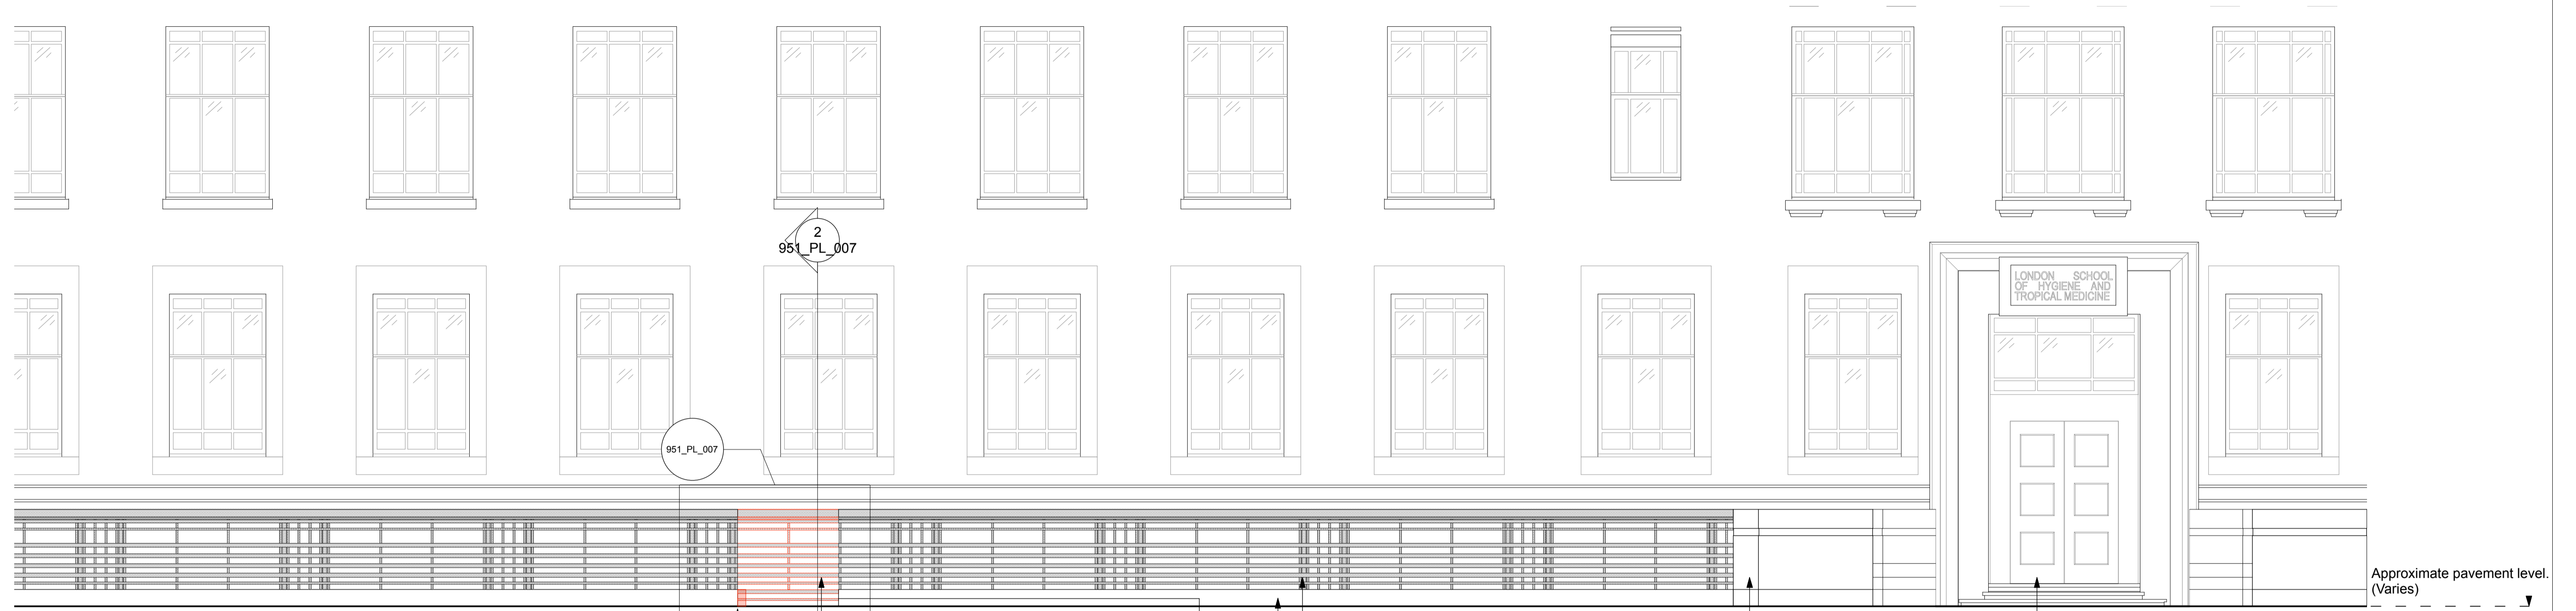 2
951_PL_007
LONDON SCHOOL
OF HYGIENE AND
TROPICAL MEDICINE
951_PL_007
Approximate pavement level.
(Varies)